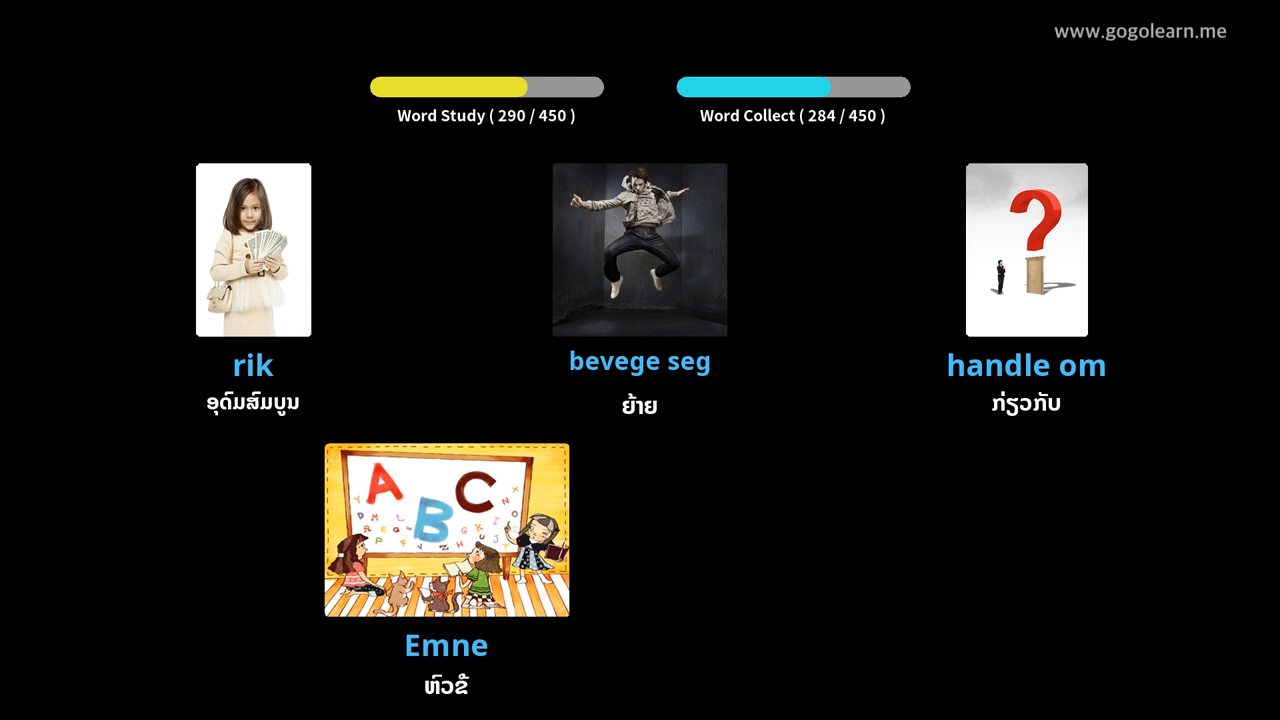 www.gogolearn.me
Word Study ( 290 / 450 )
Word Collect ( 284 / 450 )
rik
ອຸດົມສົມບູນ
bevege seg
ຍ້າຍ
handle om
ກ່ຽວກັບ
A
B
C
Emne
ຫົວຂໍ້